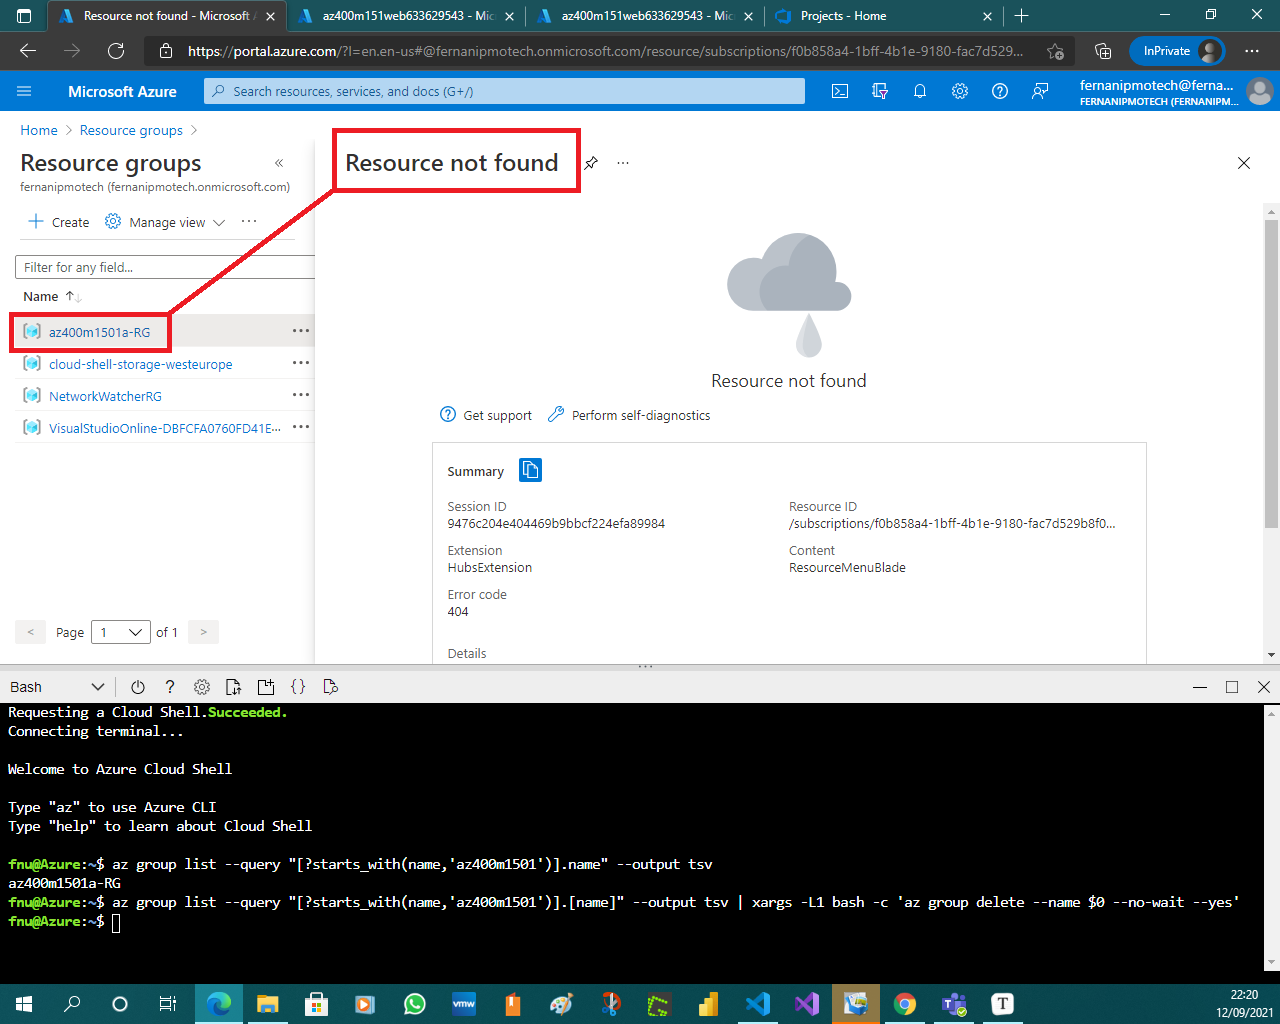 Resource not found - Microsoft A
az400m151web633629543 - Mic
az400m151web633629543 - Mic
Projects - Home
https://portal.azure.com/?l=en.en-us#@fernanipmotech.onmicrosoft.com/resource/subscriptions/f0b858a4-1bff-4b1e-9180-fac7d529...
InPrivate
Microsoft Azure
Search resources, services, and docs (G+/)
fernanipmotech@ferna...
FERNANIPMOTECH (FERNANIPM...
Home > Resource groups >
Resource groups
fernanipmotech (fernanipmotech.onmicrosoft.com)
Create
Manage view
Filter for any field...
Name
az400m1501a-RG
cloud-shell-storage-westeurope
NetworkWatcherRG
VisualStudioOnline-DBFCFA0760FD41E...
< Page 1 of 1 >
Resource not found
Resource not found
Get support
Perform self-diagnostics
Summary
Session ID
9476c204e404469b9bbcf224efa89984
Resource ID
/subscriptions/f0b858a4-1bff-4b1e-9180-fac7d529b8f0...
Extension
HubsExtension
Content
ResourceMenuBlade
Error code
404
Details
Bash
Requesting a Cloud Shell.Succeeded.
Connecting terminal...
Welcome to Azure Cloud Shell
Type "az" to use Azure CLI
Type "help" to learn about Cloud Shell
fnu@Azure:~$ az group list --query "[?starts_with(name,'az400m1501')].name" --output tsv
az400m1501a-RG
fnu@Azure:~$ az group list --query "[?starts_with(name,'az400m1501')].[name]" --output tsv | xargs -L1 bash -c 'az group delete --name $0 --no-wait --yes'
fnu@Azure:~$
vmw
T
22:20
12/09/2021